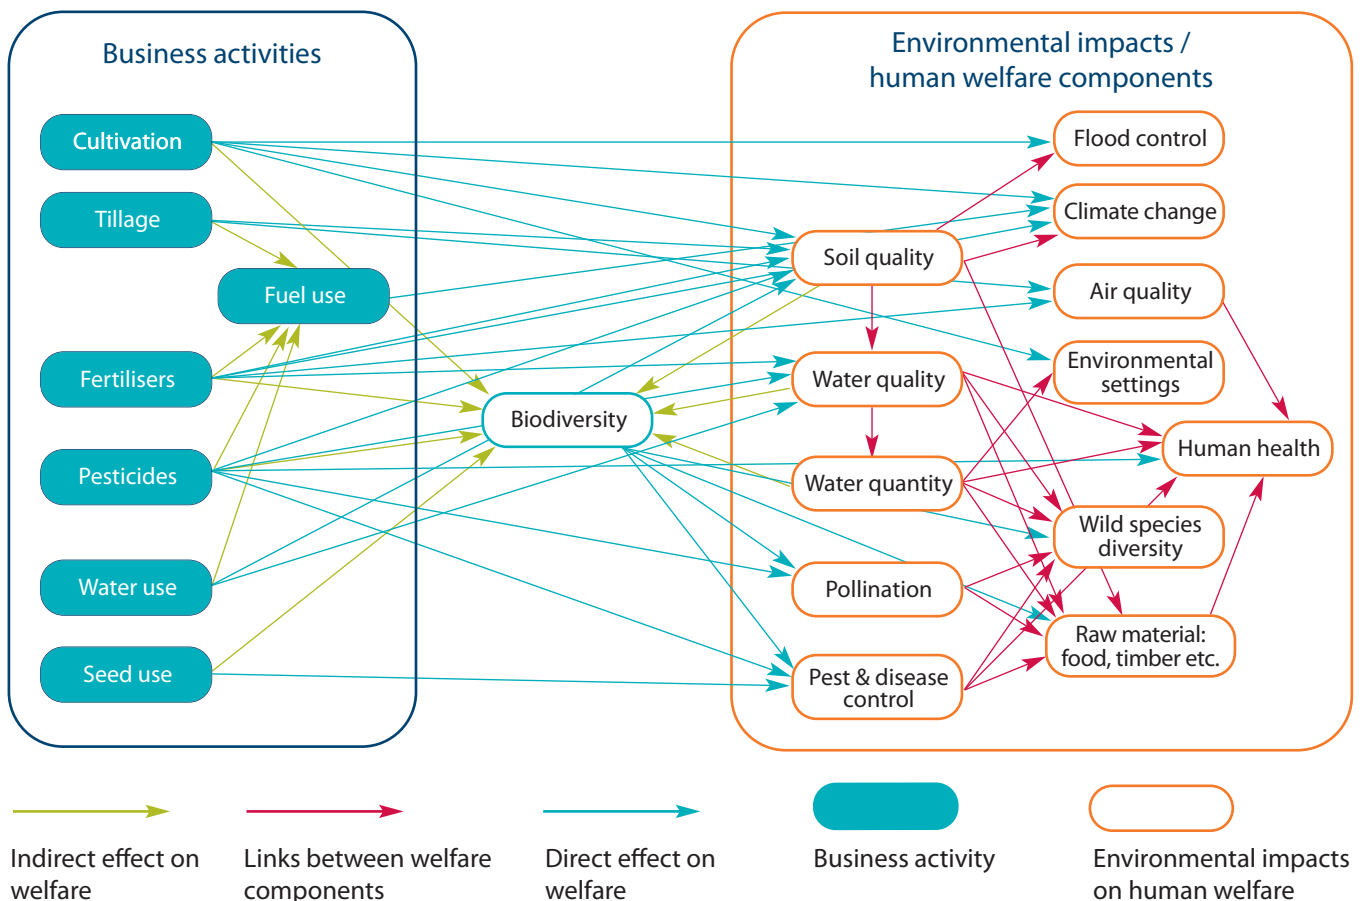 Business activities
Cultivation
Tillage
Fuel use
Fertilisers
Pesticides
Water use
Seed use
Biodiversity
Environmental impacts /
human welfare components
Flood control
Climate change
Soil quality
Air quality
Water quality
Environmental
settings
Human health
Water quantity
Wild species
diversity
Pollination
Raw material:
food, timber etc.
Pest & disease
control
Indirect effect on
welfare
Links between welfare
components
Direct effect on
welfare
Business activity
Environmental impacts
on human welfare